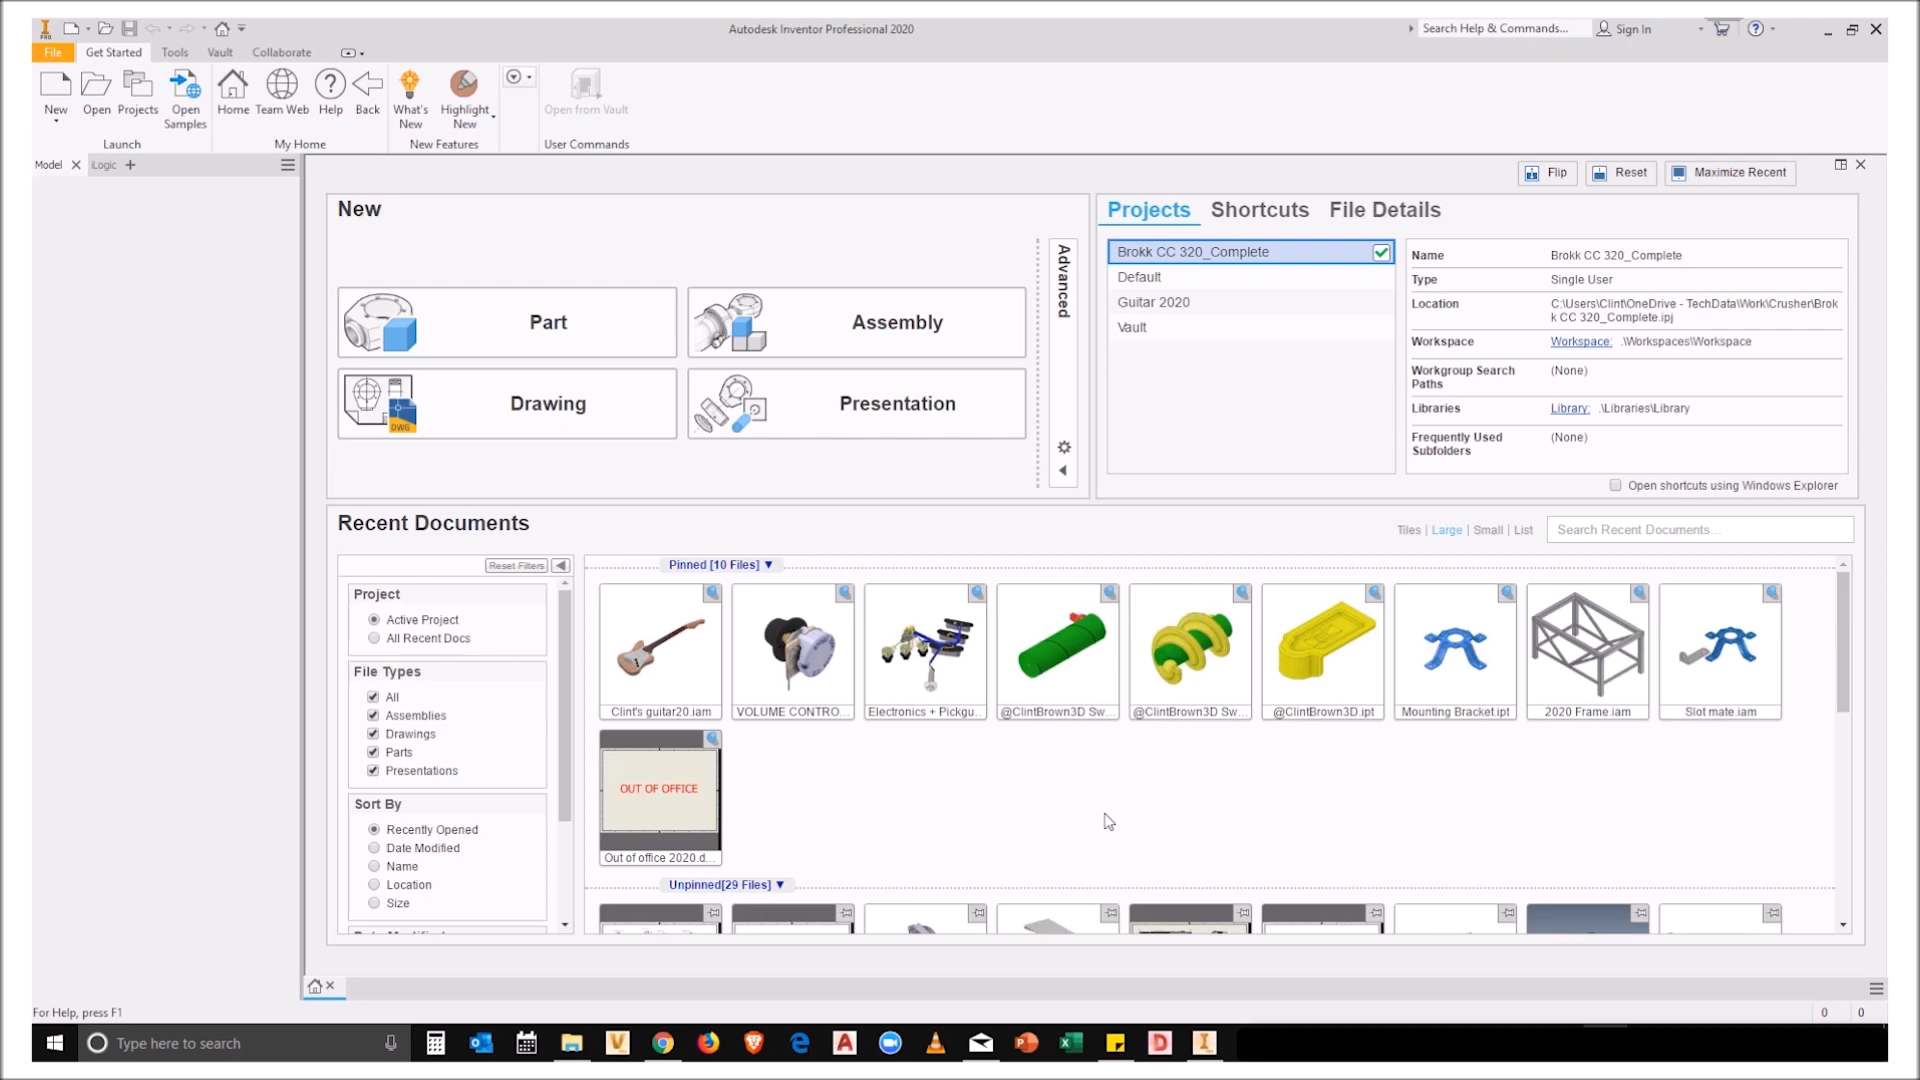 Autodesk Inventor Professional 2020
Search Help & Commands...
Sign In
File
Get Started
Tools
Vault
Collaborate
New
Open
Projects
Open Samples
Home
Team Web
Help
Back
What's New
Highlight New
Open from Vault
Launch
My Home
New Features
User Commands
Model
iLogic
Flip
Reset
Maximize Recent
New
Advanced
Part
Assembly
Drawing
DWG
Presentation
Projects
Shortcuts
File Details
Brokk CC 320_Complete
Default
Guitar 2020
Vault
Name
Brokk CC 320_Complete
Type
Single User
Location
C:\Users\Clint\OneDrive - TechData\Work\Crusher\Brok
k CC 320_Complete.ipj
Workspace
Workspace: .\Workspaces\Workspace
Workgroup Search Paths
(None)
Libraries
Library: .\Libraries\Library
Frequently Used Subfolders
(None)
Open shortcuts using Windows Explorer
Recent Documents
Tiles | Large | Small | List
Search Recent Documents...
Reset Filters
Project
Active Project
All Recent Docs
File Types
All
Assemblies
Drawings
Parts
Presentations
Sort By
Recently Opened
Date Modified
Name
Location
Size
Pinned [10 Files] ▼
Clint's guitar20.iam
VOLUME CONTRO...
Electronics + Pickgu...
@ClintBrown3D Sw...
@ClintBrown3D Sw...
@ClintBrown3D.ipt
Mounting Bracket.ipt
2020 Frame.iam
Slot mate.iam
OUT OF OFFICE
Out of office 2020.d...
Unpinned[29 Files] ▼
For Help, press F1
0
0
Type here to search